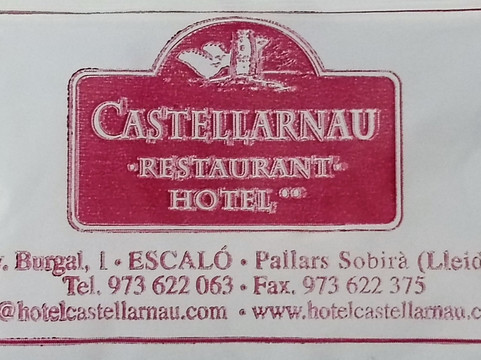 CASTELLARNAU
·RESTAURANT·
HOTEL**
v. Burgal, 1 · ESCALÓ · Pallars Sobirà (Lleid
Tel. 973 622 063 · Fax. 973 622 375
@hotelcastellarnau.com · www.hotelcastellarnau.c